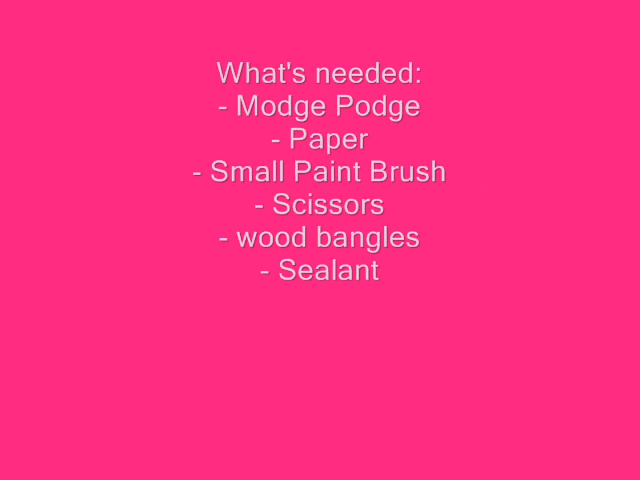 What's needed:
- Modge Podge
- Paper
- Small Paint Brush
- Scissors
- wood bangles
- Sealant